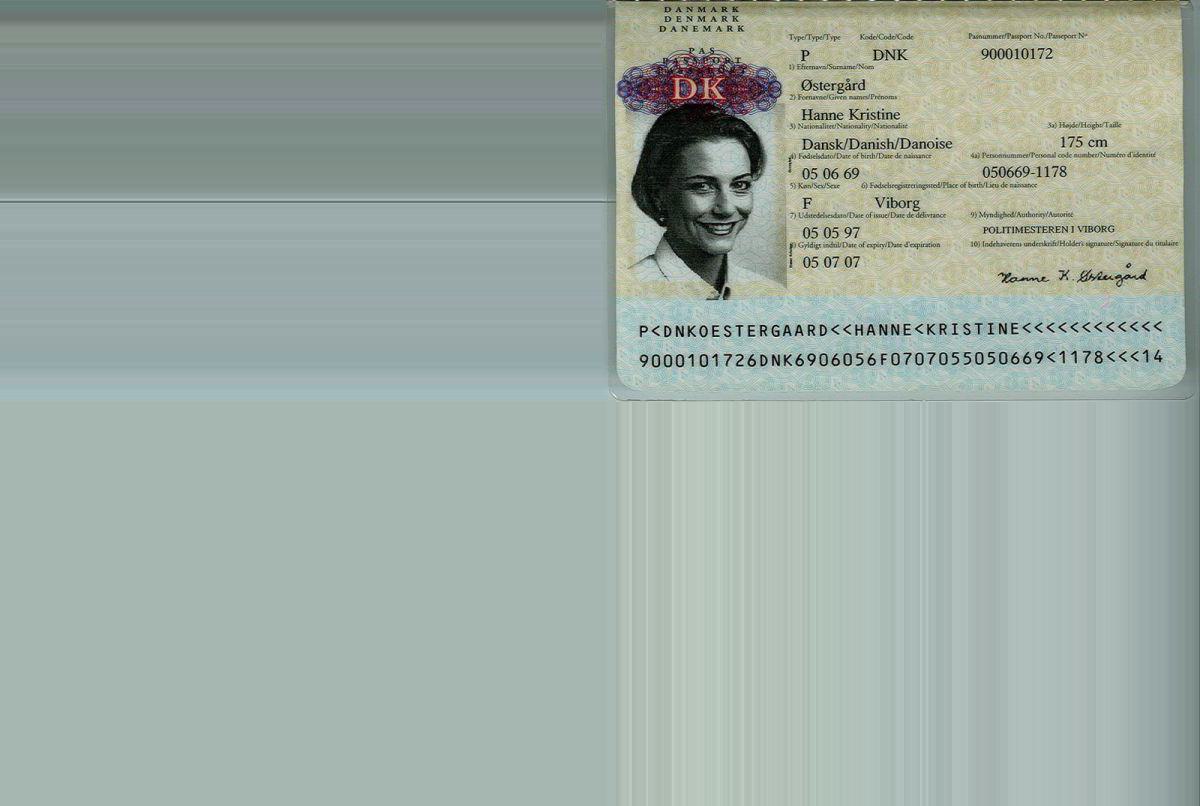 DANMARK
DENMARK
DANEMARK
PAS
PASSPORT
DK
Type/Type/Type Kode/Code/Code Pasnummer/Passport No./Passeport N°
P DNK 900010172
1) Efternavn/Surname/Nom
Østergård
2) Fornavne/Given names/Prénoms
Hanne Kristine
3) Nationalitet/Nationality/Nationalité 3a) Højde/Height/Taille
Dansk/Danish/Danoise 175 cm
4) Fødselsdato/Date of birth/Date de naissance 4a) Personnummer/Personal code number/Numéro d'identité
05 06 69 050669-1178
5) Køn/Sex/Sexe 6) Fødselsregistreringssted/Place of birth/Lieu de naissance
F Viborg
7) Udstedelsesdato/Date of issue/Date de délivrance 9) Myndighed/Authority/Autorité
05 05 97 POLITIMESTEREN I VIBORG
8) Gyldigt indtil/Date of expiry/Date d'expiration 10) Indehaverens underskrift/Holder's signature/Signature du titulaire
05 07 07
Hanne K. Østergård
P<DNKOESTERGAARD<<HANNE<KRISTINE<<<<<<<<<<<<
9000101726DNK6906056F0707055050669<1178<<<14